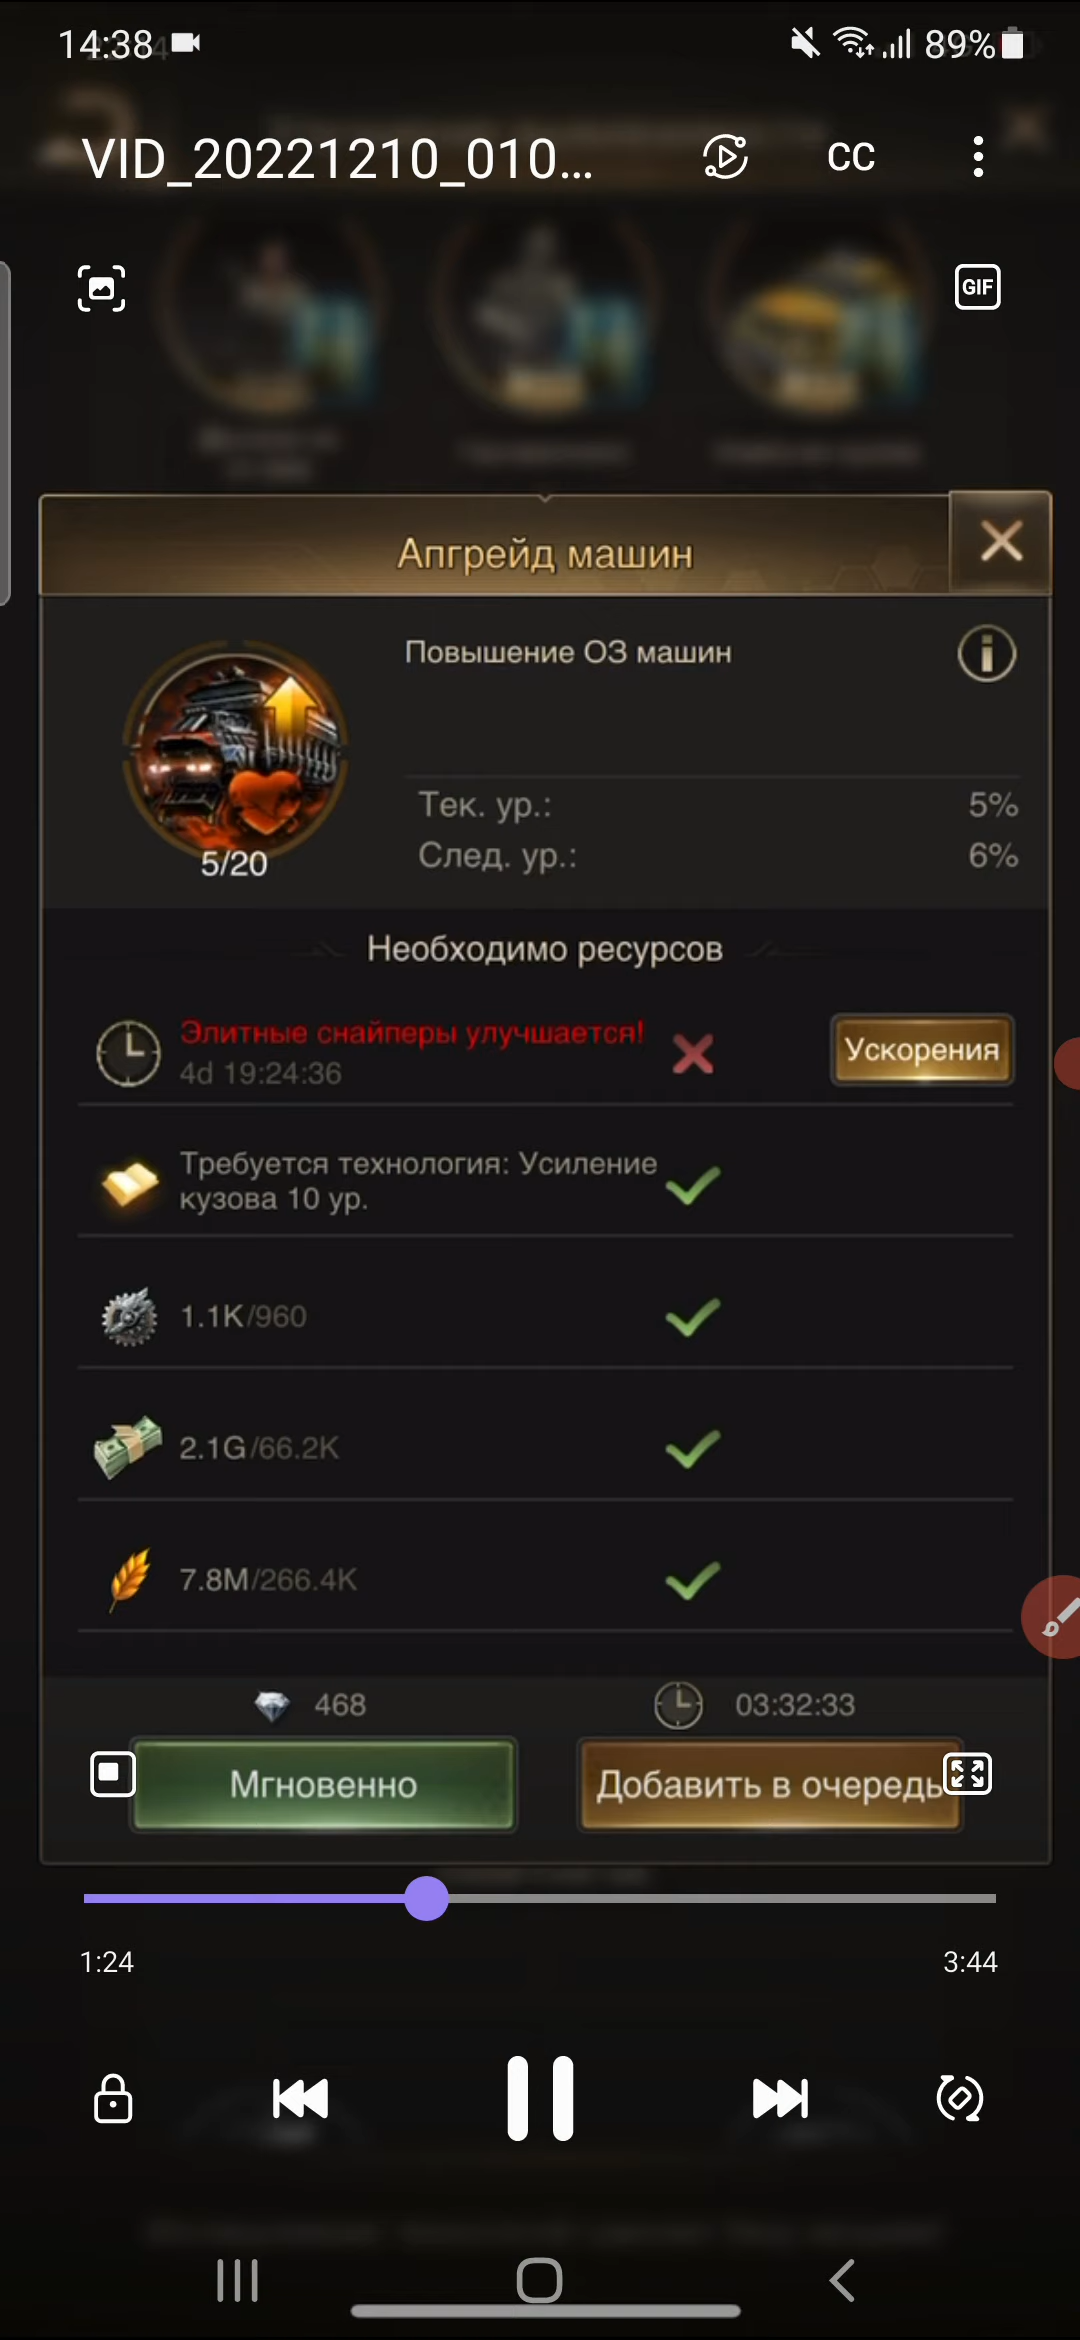 14:38
89%
VID_20221210_010...
CC
GIF
Апгрейд машин
Повышение ОЗ машин
Тек. ур.: 5%
След. ур.: 6%
5/20
Необходимо ресурсов
Элитные снайперы улучшается!
4d 19:24:36
Ускорения
Требуется технология: Усиление
кузова 10 ур.
1.1K/960
2.1G/66.2K
7.8M/266.4K
468
03:32:33
Мгновенно
Добавить в очередь
1:24
3:44